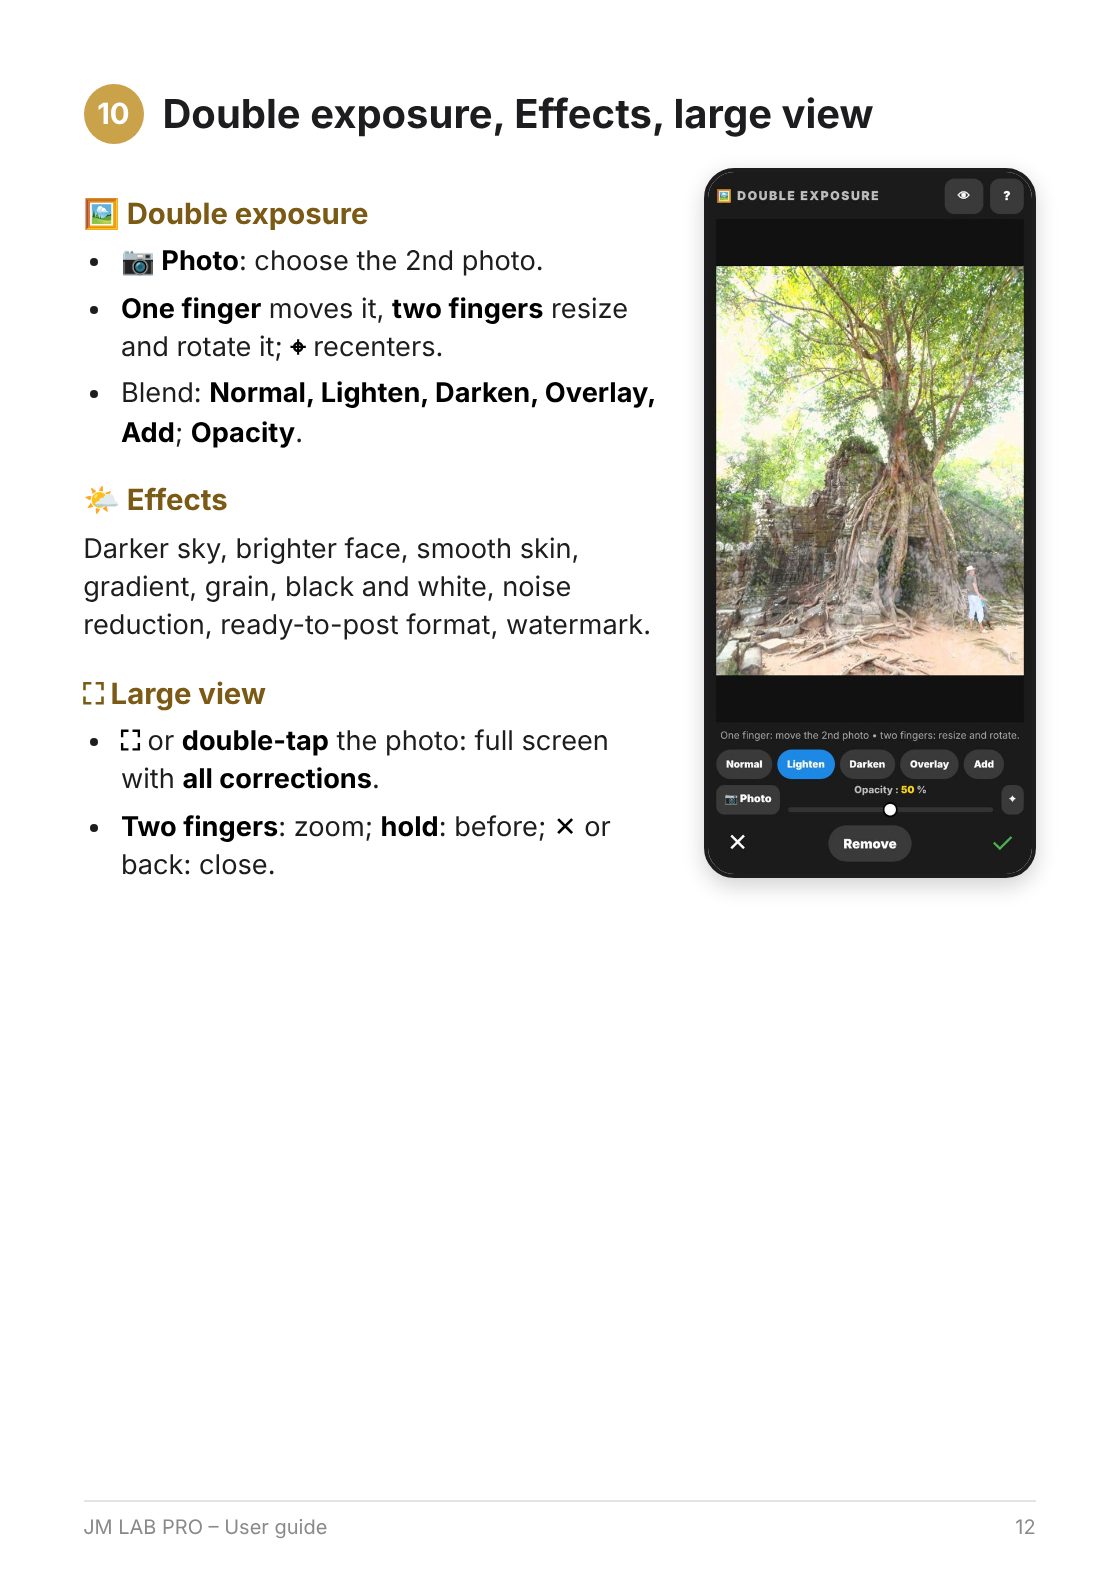 10 Double exposure, Effects, large view
🖼️ Double exposure
• 📷 Photo: choose the 2nd photo.
• One finger moves it, two fingers resize
and rotate it; ⌖ recenters.
• Blend: Normal, Lighten, Darken, Overlay,
Add; Opacity.
🌤️ Effects
Darker sky, brighter face, smooth skin,
gradient, grain, black and white, noise
reduction, ready-to-post format, watermark.
⛶ Large view
• ⛶ or double-tap the photo: full screen
with all corrections.
• Two fingers: zoom; hold: before; ✕ or
back: close.
🖼️ DOUBLE EXPOSURE 👁 ?
One finger: move the 2nd photo • two fingers: resize and rotate.
Normal Lighten Darken Overlay Add
📷 Photo Opacity : 50 % ✦
✕ Remove ✓
JM LAB PRO – User guide 12